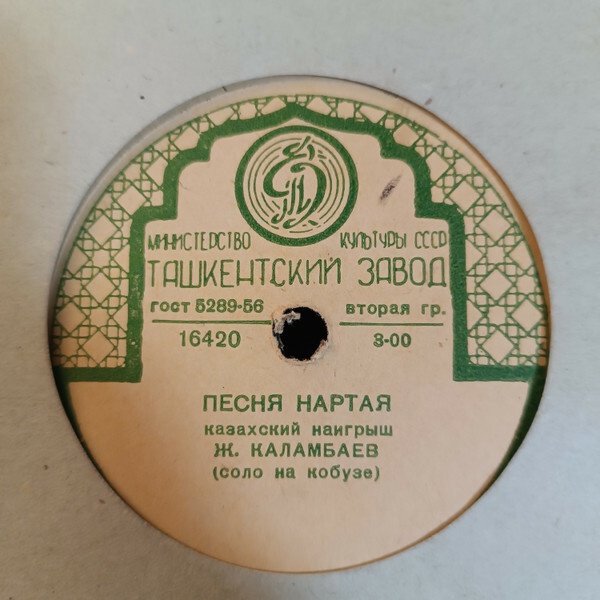 МИНИСТЕРСТВО КУЛЬТУРЫ СССР
ТАШКЕНТСКИЙ ЗАВОД
ГОСТ 5289-56 вторая гр.
16420 3-00
ПЕСНЯ НАРТАЯ
казахский наигрыш
Ж. КАЛАМБАЕВ
(соло на кобузе)